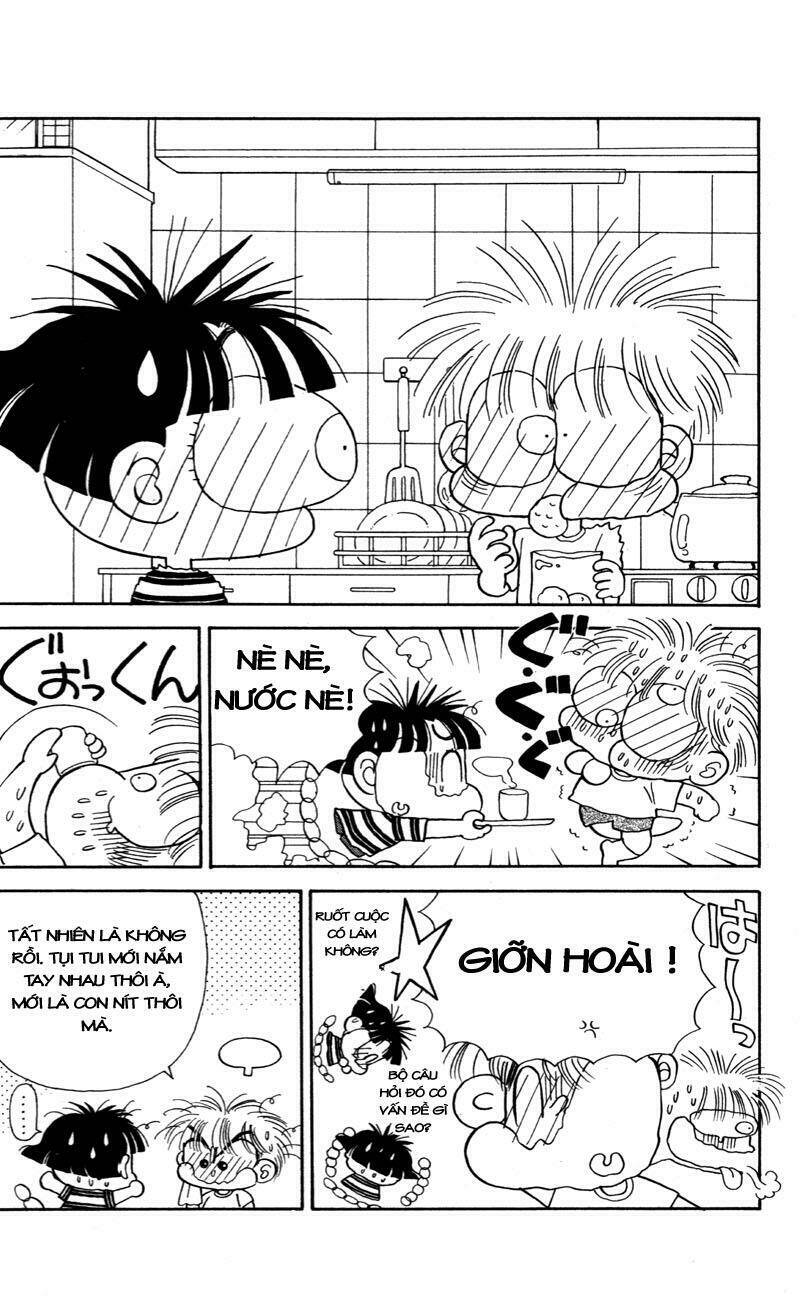 ぐおっくん
NÈ NÈ,
NƯỚC NÈ!
ぐ"
ぐ"
ぐ"
TẤT NHIÊN LÀ KHÔNG
RỒI. TỤI TUI MỚI NẮM
TAY NHAU THÔI À,
MỚI LÀ CON NÍT THÔI
MÀ.
RUỐT CUỘC
CÓ LÀM
KHÔNG?
GIỠN HOÀI !
は〜っ
BỘ CÂU
HỎI ĐÓ CÓ
VẤN ĐỀ GÌ
SAO?